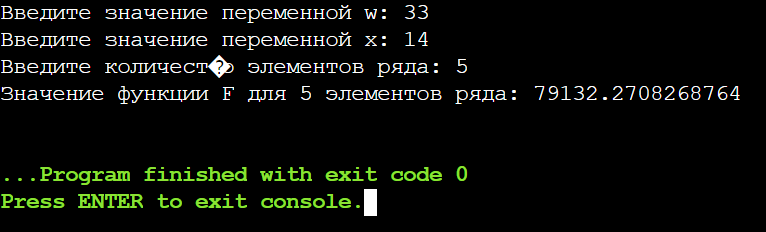 Введите значение переменной w: 33
Введите значение переменной x: 14
Введите количест�о элементов ряда: 5
Значение функции F для 5 элементов ряда: 79132.2708268764
...Program finished with exit code 0
Press ENTER to exit console.